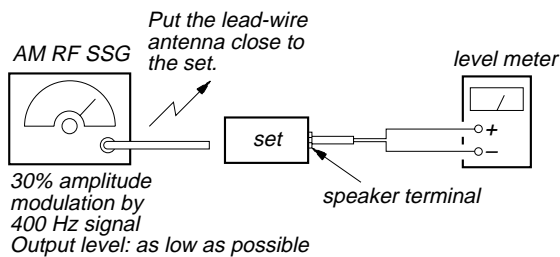 Put the lead-wire
antenna close to
the set.
AM RF SSG
level meter
set
+
–
speaker terminal
30% amplitude
modulation by
400 Hz signal
Output level: as low as possible